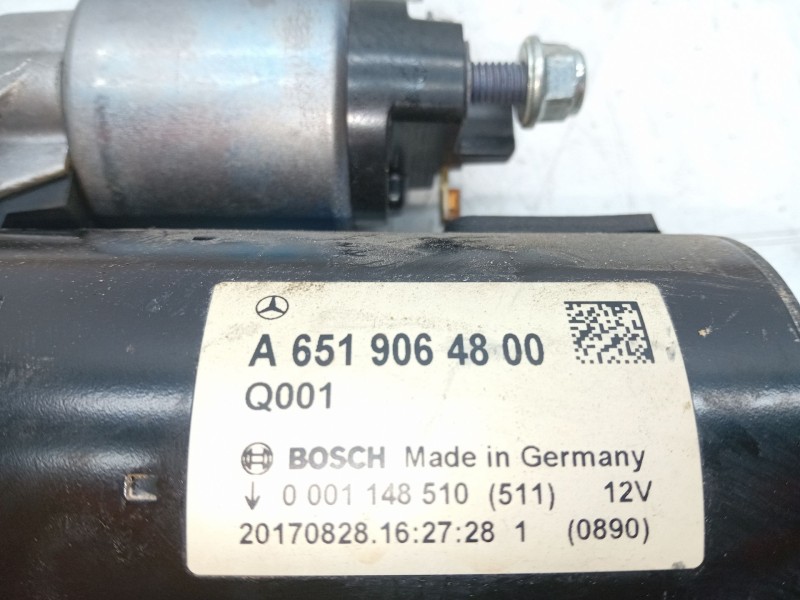 A 651 906 48 00
Q001
BOSCH Made in Germany
0 001 148 510 (511) 12V
20170828.16:27:28 1 (0890)